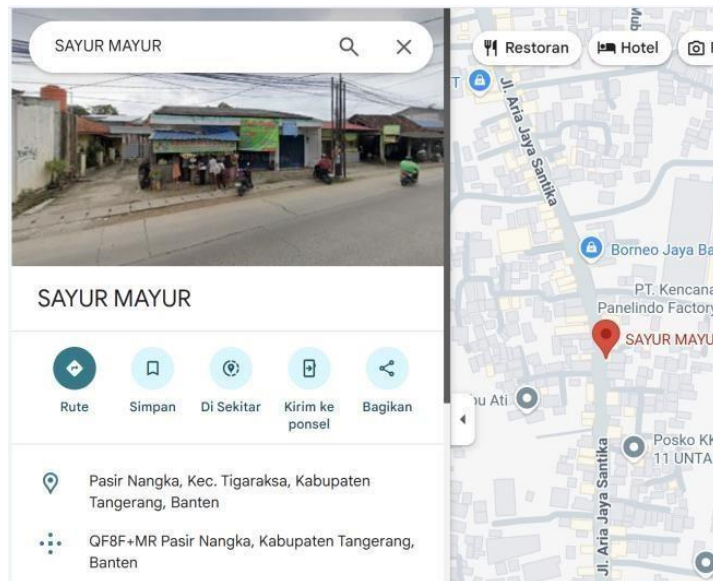 SAYUR MAYUR
Restoran
Hotel
Jl. Aria Jaya Santika
Borneo Jaya Ba
PT. Kencana
Panelindo Factory
SAYUR MAYU
bu Ati
Posko KK
11 UNTA
Jl. Aria Jaya Santika
SAYUR MAYUR
Rute
Simpan
Di Sekitar
Kirim ke
ponsel
Bagikan
Pasir Nangka, Kec. Tigaraksa, Kabupaten
Tangerang, Banten
QF8F+MR Pasir Nangka, Kabupaten Tangerang,
Banten